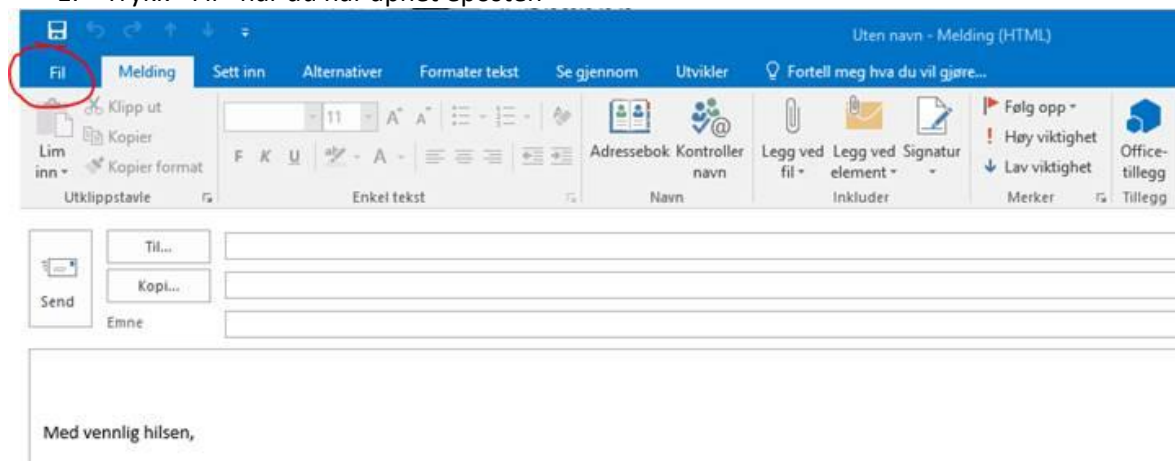 Uten navn - Melding (HTML)
Fil Melding Sett inn Alternativer Formater tekst Se gjennom Utvikler Fortell meg hva du vil gjøre...
Lim inn
Klipp ut
Kopier
Kopier format
Utklippstavle
11 A A
F K U A
Enkel tekst
Adressebok Kontroller navn
Navn
Legg ved fil Legg ved element Signatur
Inkluder
Følg opp
! Høy viktighet
Lav viktighet
Merker
Office-
tillegg
Tillegg
Send
Til...
Kopi...
Emne
Med vennlig hilsen,